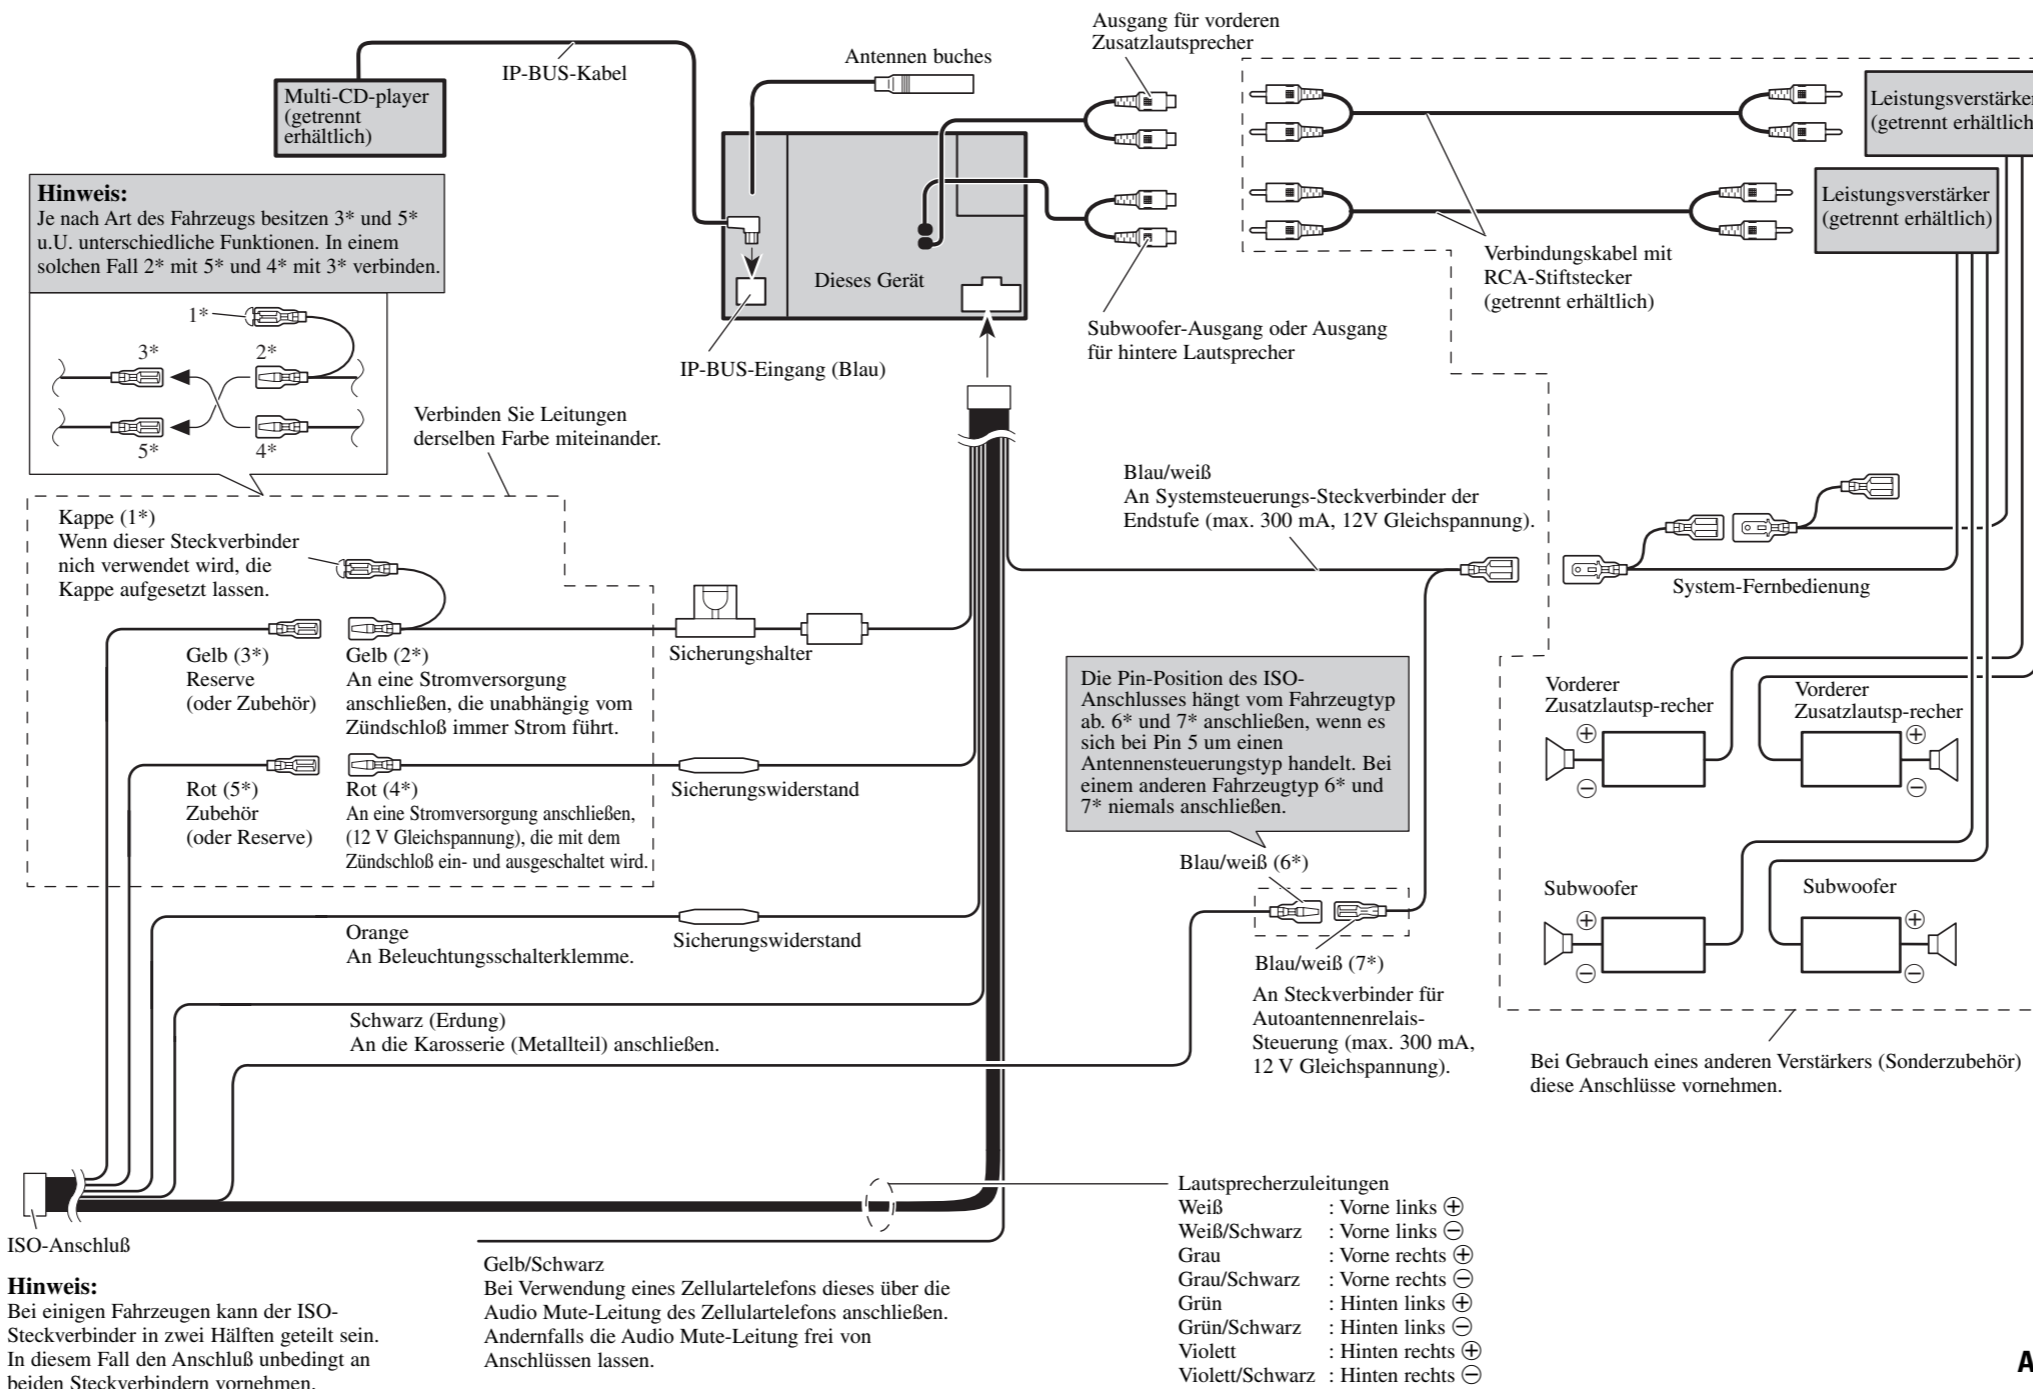 Ausgang für vorderen
Zusatzlautsprecher
IP-BUS-Kabel
Antennen buches
Multi-CD-player
(getrennt
erhältlich)
Leistungsverstärker
(getrennt erhältlich
Hinweis:
Je nach Art des Fahrzeugs besitzen 3* und 5*
u.U. unterschiedliche Funktionen. In einem
solchen Fall 2* mit 5* und 4* mit 3* verbinden.
Leistungsverstärker
(getrennt erhältlich)
Verbindungskabel mit
RCA-Stiftstecker
(getrennt erhältlich)
Dieses Gerät
Subwoofer-Ausgang oder Ausgang
für hintere Lautsprecher
IP-BUS-Eingang (Blau)
1*
3*
2*
5*
4*
Verbinden Sie Leitungen
derselben Farbe miteinander.
Blau/weiß
An Systemsteuerungs-Steckverbinder der
Endstufe (max. 300 mA, 12V Gleichspannung).
Kappe (1*)
Wenn dieser Steckverbinder
nich verwendet wird, die
Kappe aufgesetzt lassen.
System-Fernbedienung
Gelb (3*)
Reserve
(oder Zubehör)
Gelb (2*)
An eine Stromversorgung
anschließen, die unabhängig vom
Zündschloß immer Strom führt.
Sicherungshalter
Die Pin-Position des ISO-
Anschlusses hängt vom Fahrzeugtyp
ab. 6* und 7* anschließen, wenn es
sich bei Pin 5 um einen
Antennensteuerungstyp handelt. Bei
einem anderen Fahrzeugtyp 6* und
7* niemals anschließen.
Vorderer
Zusatzlautsp-recher
⊕
⊖
Vorderer
Zusatzlautsp-recher
⊕
⊖
Rot (5*)
Zubehör
(oder Reserve)
Rot (4*)
An eine Stromversorgung anschließen,
(12 V Gleichspannung), die mit dem
Zündschloß ein- und ausgeschaltet wird.
Sicherungswiderstand
Blau/weiß (6*)
Subwoofer
⊕
⊖
Subwoofer
⊕
⊖
Orange
An Beleuchtungsschalterklemme.
Sicherungswiderstand
Blau/weiß (7*)
An Steckverbinder für
Autoantennenrelais-
Steuerung (max. 300 mA,
12 V Gleichspannung).
Schwarz (Erdung)
An die Karosserie (Metallteil) anschließen.
Bei Gebrauch eines anderen Verstärkers (Sonderzubehör)
diese Anschlüsse vornehmen.
ISO-Anschluß
Hinweis:
Bei einigen Fahrzeugen kann der ISO-
Steckverbinder in zwei Hälften geteilt sein.
In diesem Fall den Anschluß unbedingt an
beiden Steckverbindern vornehmen.
Gelb/Schwarz
Bei Verwendung eines Zellulartelefons dieses über die
Audio Mute-Leitung des Zellulartelefons anschließen.
Andernfalls die Audio Mute-Leitung frei von
Anschlüssen lassen.
Lautsprecherzuleitungen
Weiß : Vorne links ⊕
Weiß/Schwarz : Vorne links ⊖
Grau : Vorne rechts ⊕
Grau/Schwarz : Vorne rechts ⊖
Grün : Hinten links ⊕
Grün/Schwarz : Hinten links ⊖
Violett : Hinten rechts ⊕
Violett/Schwarz : Hinten rechts ⊖
A